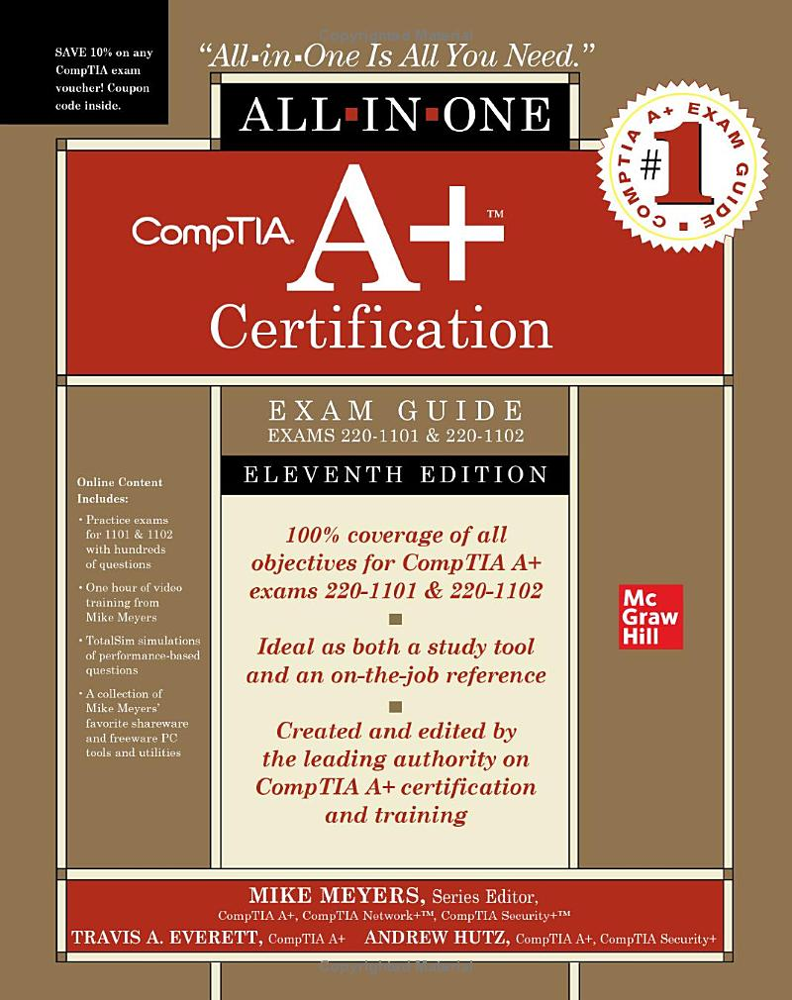 Copyrighted Material
SAVE 10% on any
CompTIA exam
voucher! Coupon
code inside.
“All▪in▪One Is All You Need.”
ALL▪IN▪ONE
COMPTIA A+ EXAM GUIDE ▪
#1
CompTIA®
A+™
Certification
EXAM GUIDE
EXAMS 220-1101 & 220-1102
ELEVENTH EDITION
Online Content
Includes:
• Practice exams
for 1101 & 1102
with hundreds
of questions
• One hour of video
training from
Mike Meyers
• TotalSim simulations
of performance-based
questions
• A collection of
Mike Meyers’
favorite shareware
and freeware PC
tools and utilities
100% coverage of all
objectives for CompTIA A+
exams 220-1101 & 220-1102
Ideal as both a study tool
and an on-the-job reference
Created and edited by
the leading authority on
CompTIA A+ certification
and training
Mc
Graw
Hill
MIKE MEYERS, Series Editor,
CompTIA A+, CompTIA Network+™, CompTIA Security+™
TRAVIS A. EVERETT, CompTIA A+ ANDREW HUTZ, CompTIA A+, CompTIA Security+
Copyrighted Material